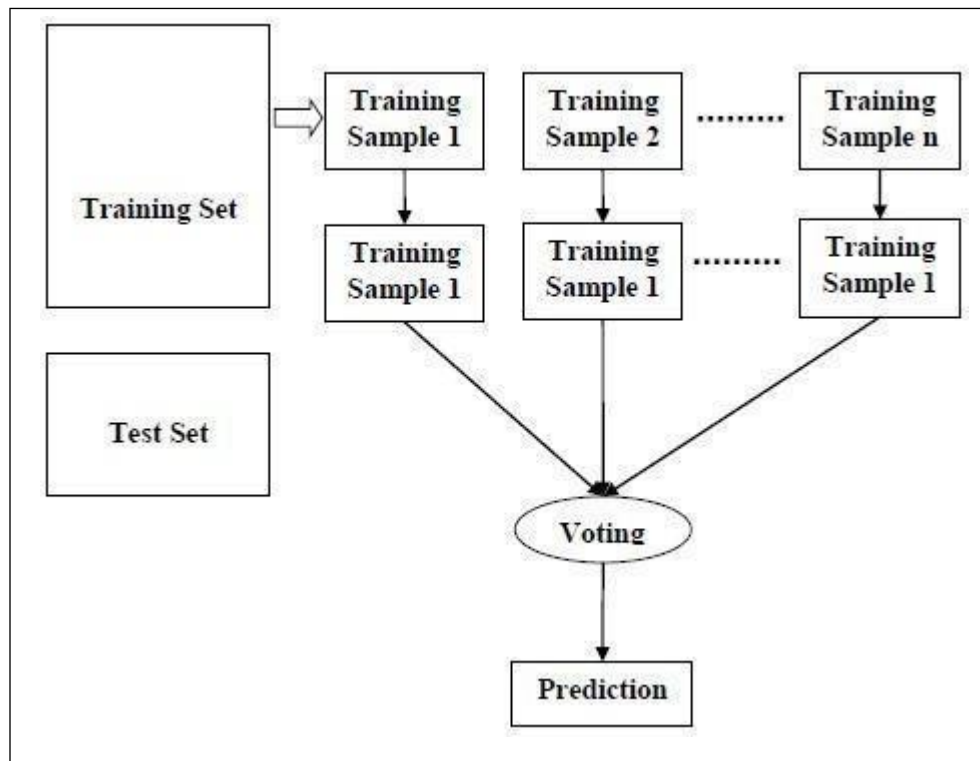 Training Set
Training
Sample 1
Training
Sample 2
Training
Sample n
Training
Sample 1
Training
Sample 1
Training
Sample 1
Test Set
Voting
Prediction